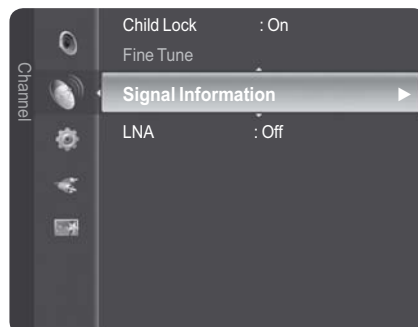 Channel
Child Lock : On
Fine Tune
Signal Information
LNA : Off